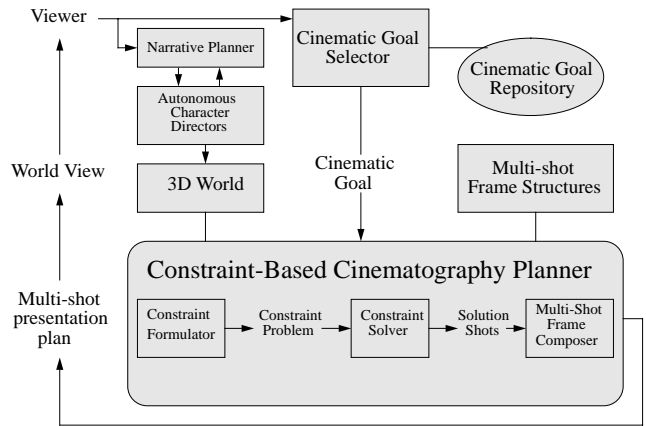 Viewer
Narrative Planner
Cinematic Goal
Selector
Cinematic Goal
Repository
Autonomous
Character
Directors
World View
3D World
Cinematic
Goal
Multi-shot
Frame Structures
Constraint-Based Cinematography Planner
Multi-shot
presentation
plan
Constraint
Formulator
Constraint
Problem
Constraint
Solver
Solution
Shots
Multi-Shot
Frame
Composer